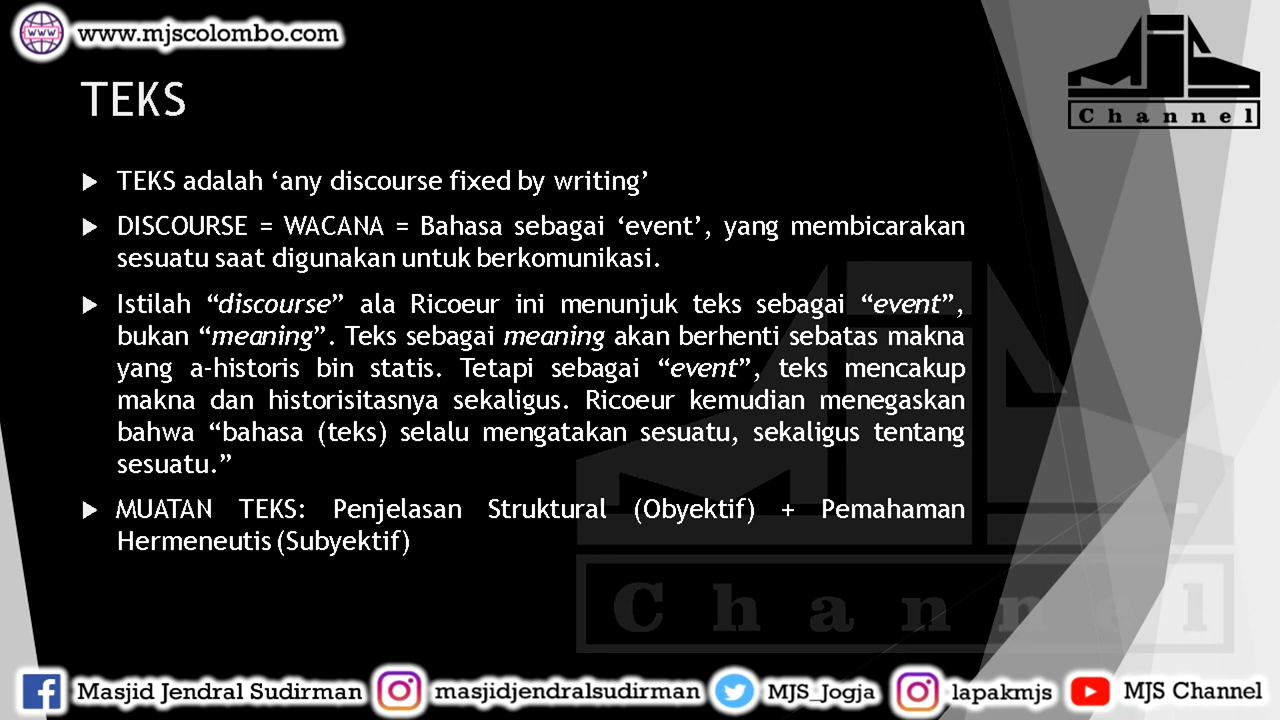 www.mjscolombo.com
MJS
Channel
TEKS
TEKS adalah ‘any discourse fixed by writing’
DISCOURSE = WACANA = Bahasa sebagai ‘event’, yang membicarakan
sesuatu saat digunakan untuk berkomunikasi.
Istilah “discourse” ala Ricoeur ini menunjuk teks sebagai “event”,
bukan “meaning”. Teks sebagai meaning akan berhenti sebatas makna
yang a-historis bin statis. Tetapi sebagai “event”, teks mencakup
makna dan historisitasnya sekaligus. Ricoeur kemudian menegaskan
bahwa “bahasa (teks) selalu mengatakan sesuatu, sekaligus tentang
sesuatu.”
MUATAN TEKS: Penjelasan Struktural (Obyektif) + Pemahaman
Hermeneutis (Subyektif)
MJS
Channel
Masjid Jendral Sudirman masjidjendralsudirman MJS_Jogja lapakmjs MJS Channel